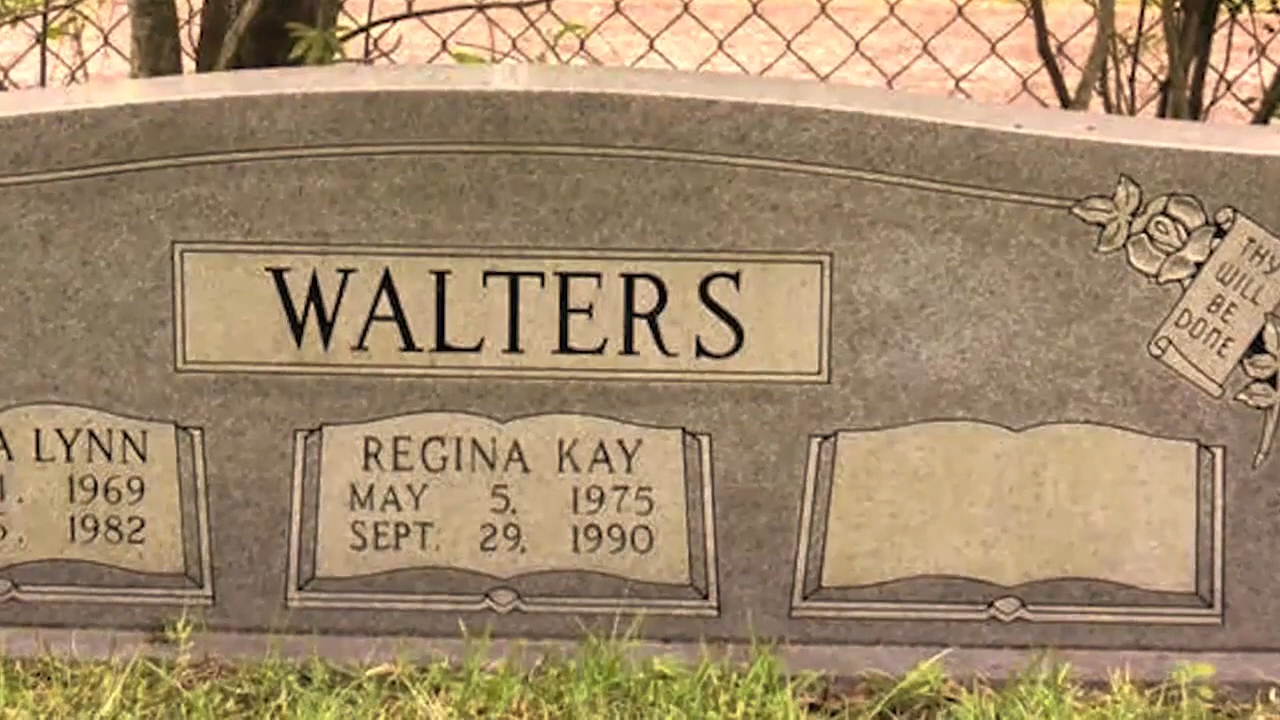 WALTERS
THY
WILL
BE
DONE
LYNN
1969
1982
REGINA KAY
MAY 5, 1975
SEPT. 29, 1990